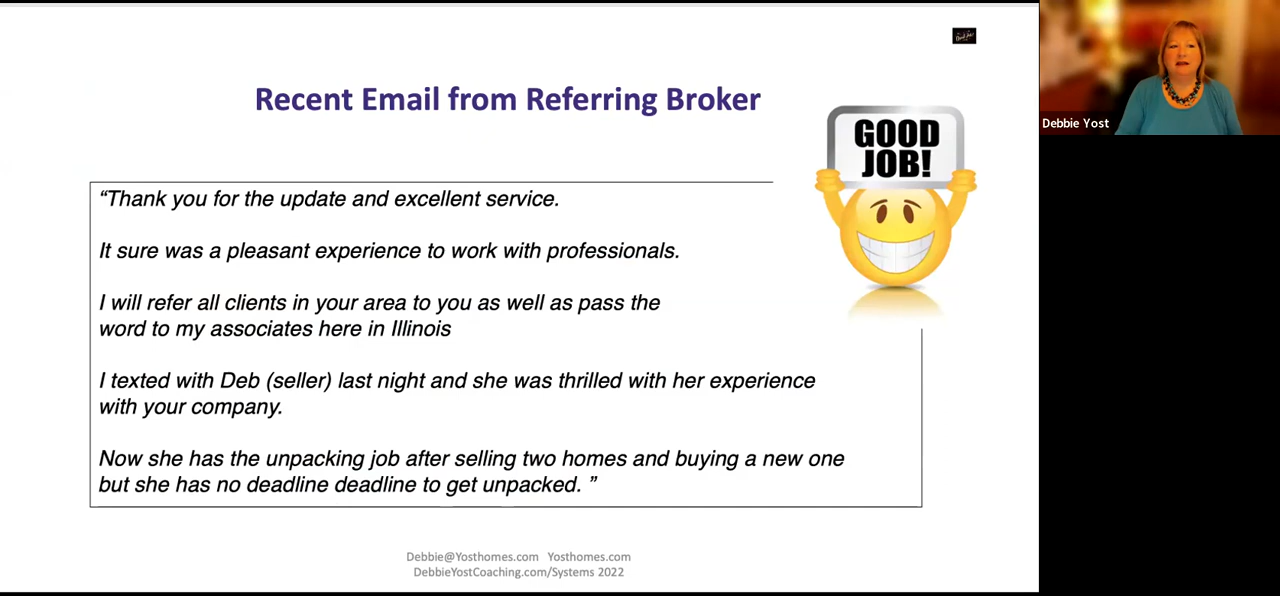 Recent Email from Referring Broker
GOOD
JOB!
Debbie Yost
“Thank you for the update and excellent service.
It sure was a pleasant experience to work with professionals.
I will refer all clients in your area to you as well as pass the
word to my associates here in Illinois
I texted with Deb (seller) last night and she was thrilled with her experience
with your company.
Now she has the unpacking job after selling two homes and buying a new one
but she has no deadline deadline to get unpacked. ”
Debbie@Yosthomes.com Yosthomes.com
DebbieYostCoaching.com/Systems 2022